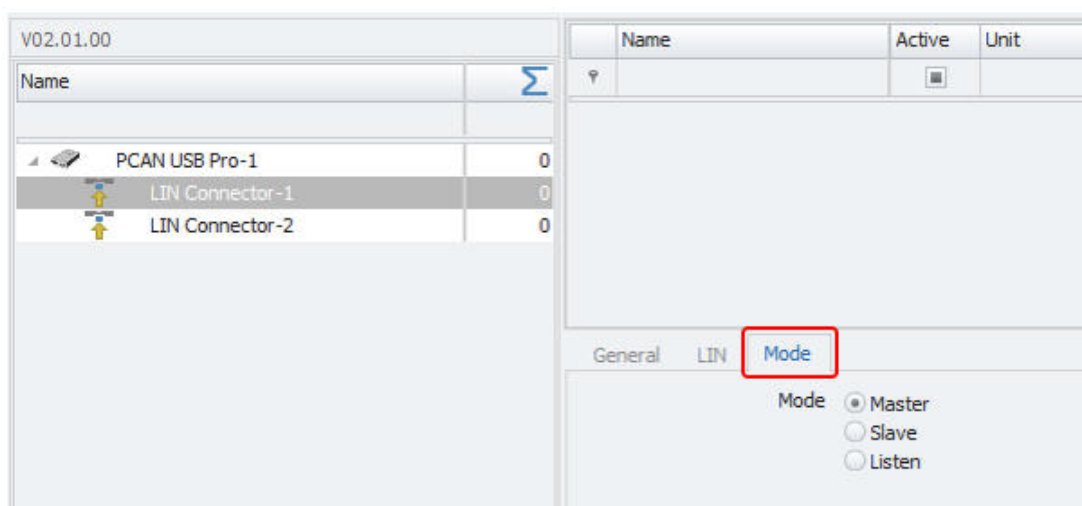 V02.01.00
Name Σ
PCAN USB Pro-1 0
LIN Connector-1 0
LIN Connector-2 0
Name Active Unit
General LIN Mode
Mode Master
Slave
Listen